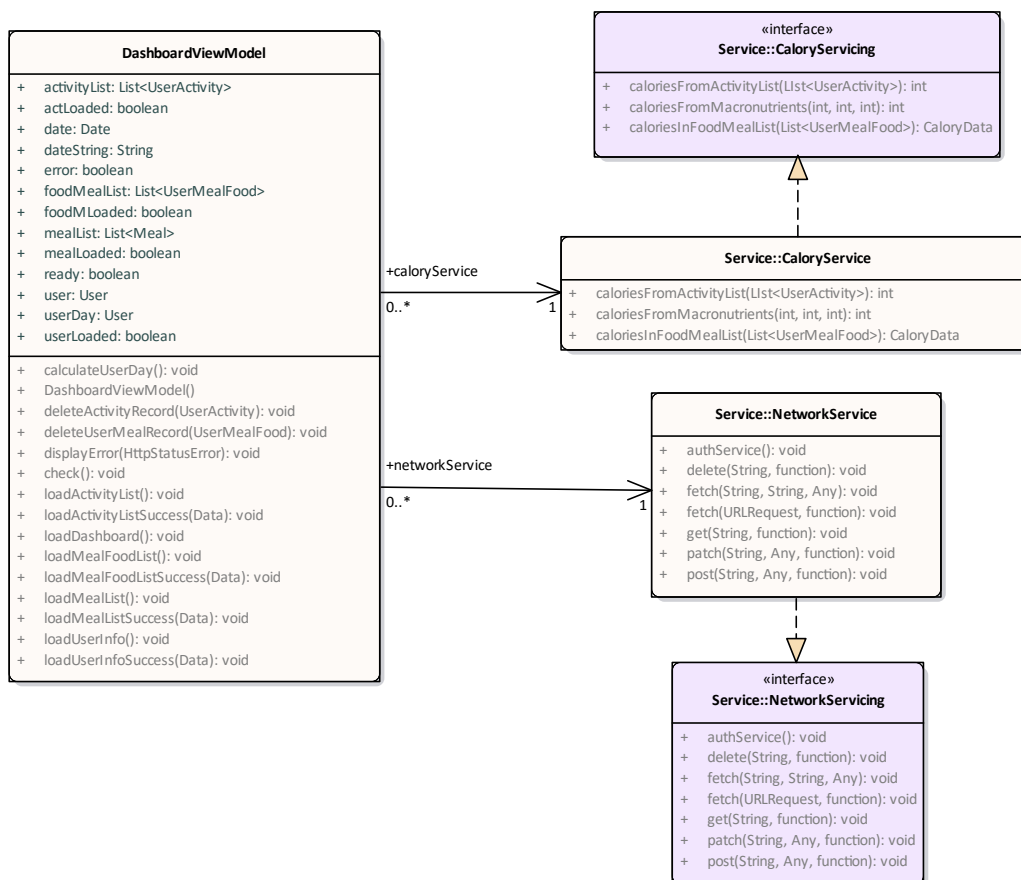 DashboardViewModel
+ activityList: List<UserActivity>
+ actLoaded: boolean
+ date: Date
+ dateString: String
+ error: boolean
+ foodMealList: List<UserMealFood>
+ foodMLoaded: boolean
+ mealList: List<Meal>
+ mealLoaded: boolean
+ ready: boolean
+ user: User
+ userDay: User
+ userLoaded: boolean
+ calculateUserDay(): void
+ DashboardViewModel()
+ deleteActivityRecord(UserActivity): void
+ deleteUserMealRecord(UserMealFood): void
+ displayError(HttpStatusError): void
+ check(): void
+ loadActivityList(): void
+ loadActivityListSuccess(Data): void
+ loadDashboard(): void
+ loadMealFoodList(): void
+ loadMealFoodListSuccess(Data): void
+ loadMealList(): void
+ loadMealListSuccess(Data): void
+ loadUserInfo(): void
+ loadUserInfoSuccess(Data): void
+caloryService
0..*
1
+networkService
0..*
1
«interface»
Service::CaloryServicing
+ caloriesFromActivityList(LIst<UserActivity>): int
+ caloriesFromMacronutrients(int, int, int): int
+ caloriesInFoodMealList(List<UserMealFood>): CaloryData
Service::CaloryService
+ caloriesFromActivityList(LIst<UserActivity>): int
+ caloriesFromMacronutrients(int, int, int): int
+ caloriesInFoodMealList(List<UserMealFood>): CaloryData
Service::NetworkService
+ authService(): void
+ delete(String, function): void
+ fetch(String, String, Any): void
+ fetch(URLRequest, function): void
+ get(String, function): void
+ patch(String, Any, function): void
+ post(String, Any, function): void
«interface»
Service::NetworkServicing
+ authService(): void
+ delete(String, function): void
+ fetch(String, String, Any): void
+ fetch(URLRequest, function): void
+ get(String, function): void
+ patch(String, Any, function): void
+ post(String, Any, function): void